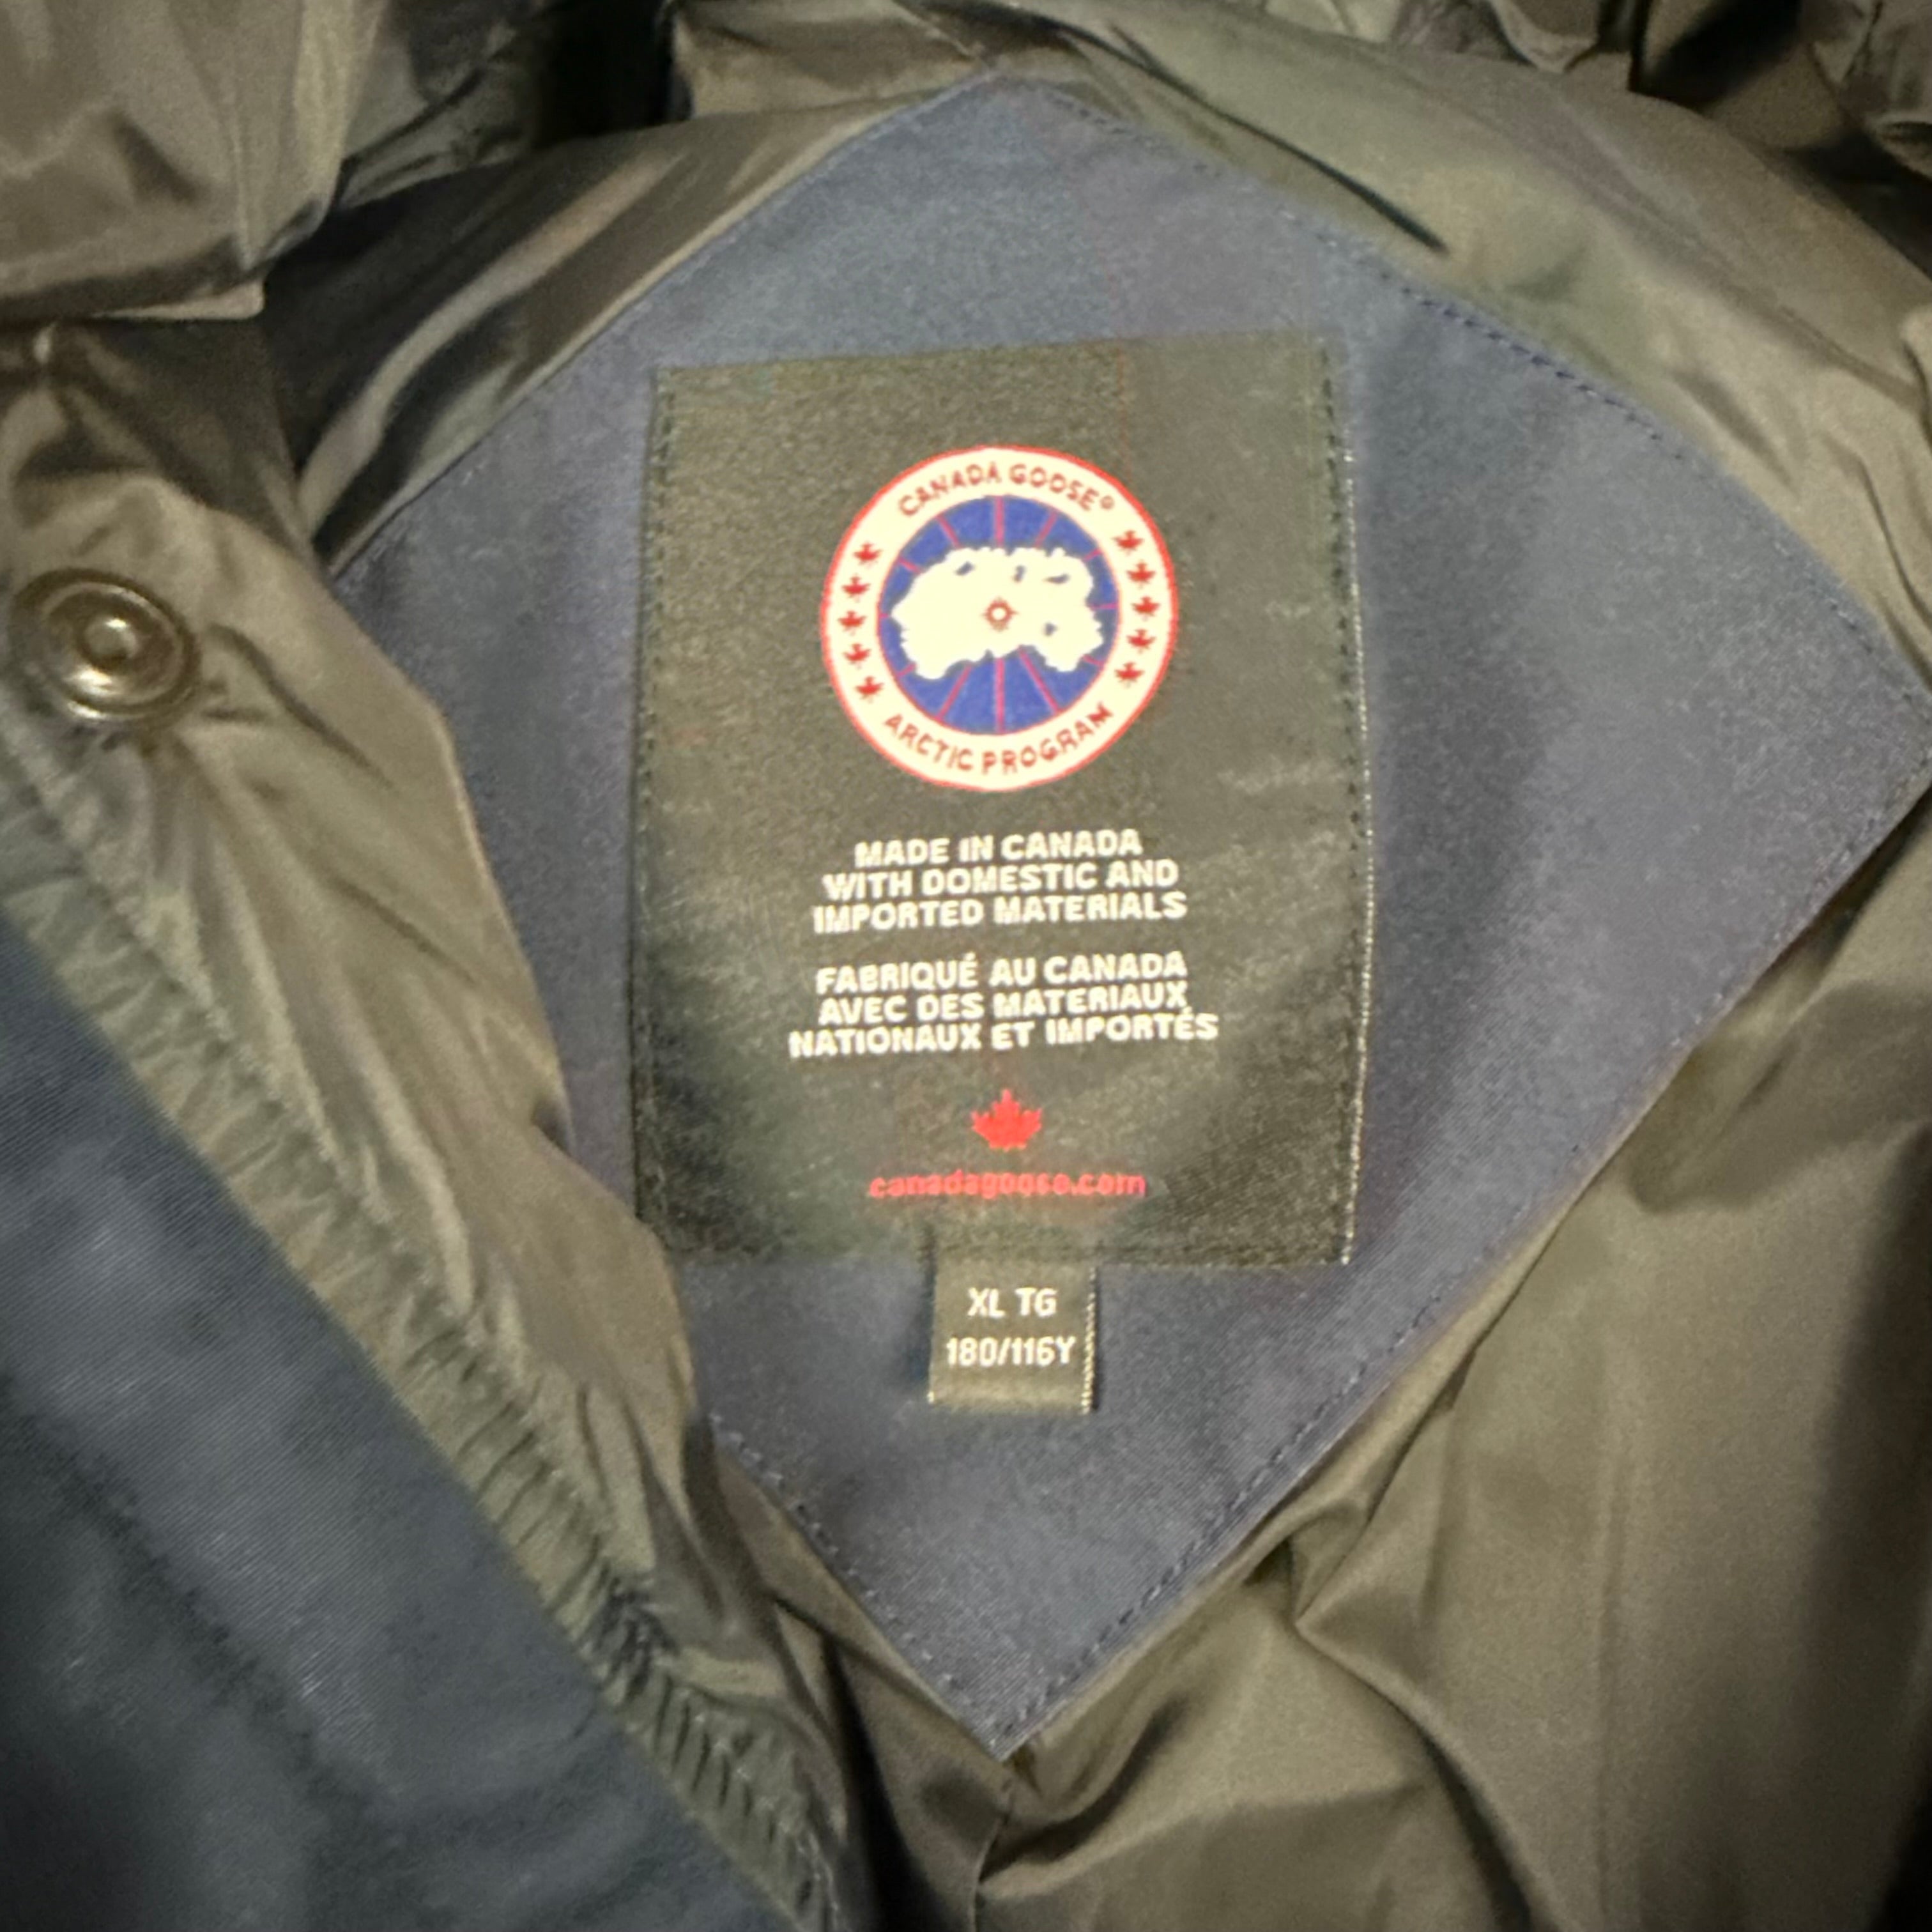 CANADA GOOSE®
ARCTIC PROGRAM
MADE IN CANADA
WITH DOMESTIC AND
IMPORTED MATERIALS
FABRIQUÉ AU CANADA
AVEC DES MATERIAUX
NATIONAUX ET IMPORTÉS
canadagoose.com
XL TG
180/116Y